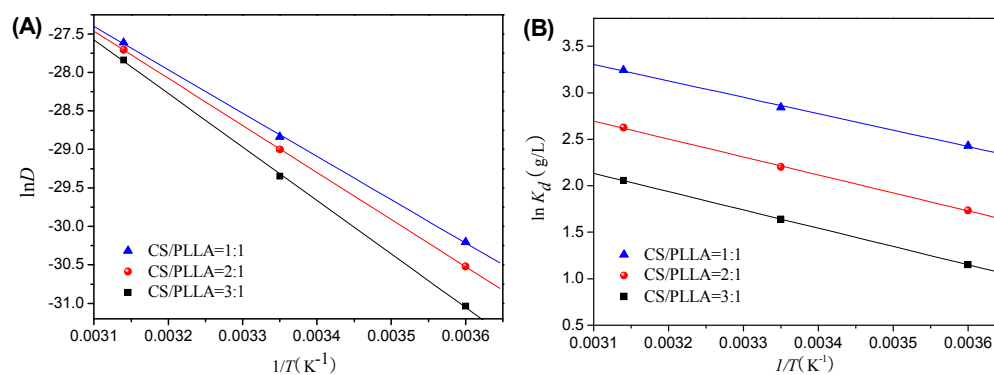 (A)
-27.5
-28.0
-28.5
-29.0
-29.5
-30.0
-30.5
-31.0
lnD
CS/PLLA=1:1
CS/PLLA=2:1
CS/PLLA=3:1
0.0031 0.0032 0.0033 0.0034 0.0035 0.0036
1/T(K⁻¹)
(B)
3.5
3.0
2.5
2.0
1.5
1.0
0.5
ln K_d (g/L)
CS/PLLA=1:1
CS/PLLA=2:1
CS/PLLA=3:1
0.0031 0.0032 0.0033 0.0034 0.0035 0.0036
1/T(K⁻¹)